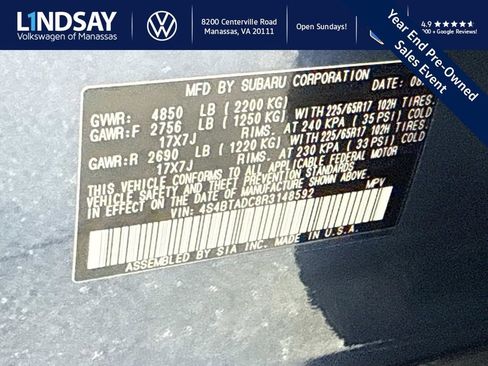 LINDSAY
Volkswagen of Manassas
8200 Centerville Road
Manassas, VA 20111
Open Sundays!
4.9 ★★★★★
Google Reviews!
Year End Pre-Owned
Sales Event
MFD BY SUBARU CORPORATION DATE:
GVWR: 4850 LB ( 2200 KG)
GAWR:F 2756 LB ( 1250 KG) WITH 225/65R17 102H TIRES.
17X7J RIMS. AT 240 KPA ( 35 PSI) COLD
GAWR:R 2690 LB ( 1220 KG) WITH 225/65R17 102H TIRES.
17X7J RIMS. AT 230 KPA ( 33 PSI) COLD
THIS VEHICLE CONFORMS TO ALL APPLICABLE FEDERAL MOTOR
VEHICLE SAFETY STANDARDS IN EFFECT ON THE
DATE OF MANUFACTURE SHOWN ABOVE.
VIN: 4S4BTADC8R3148592 MPV
ASSEMBLED BY SIA INC. MADE IN U.S.A.